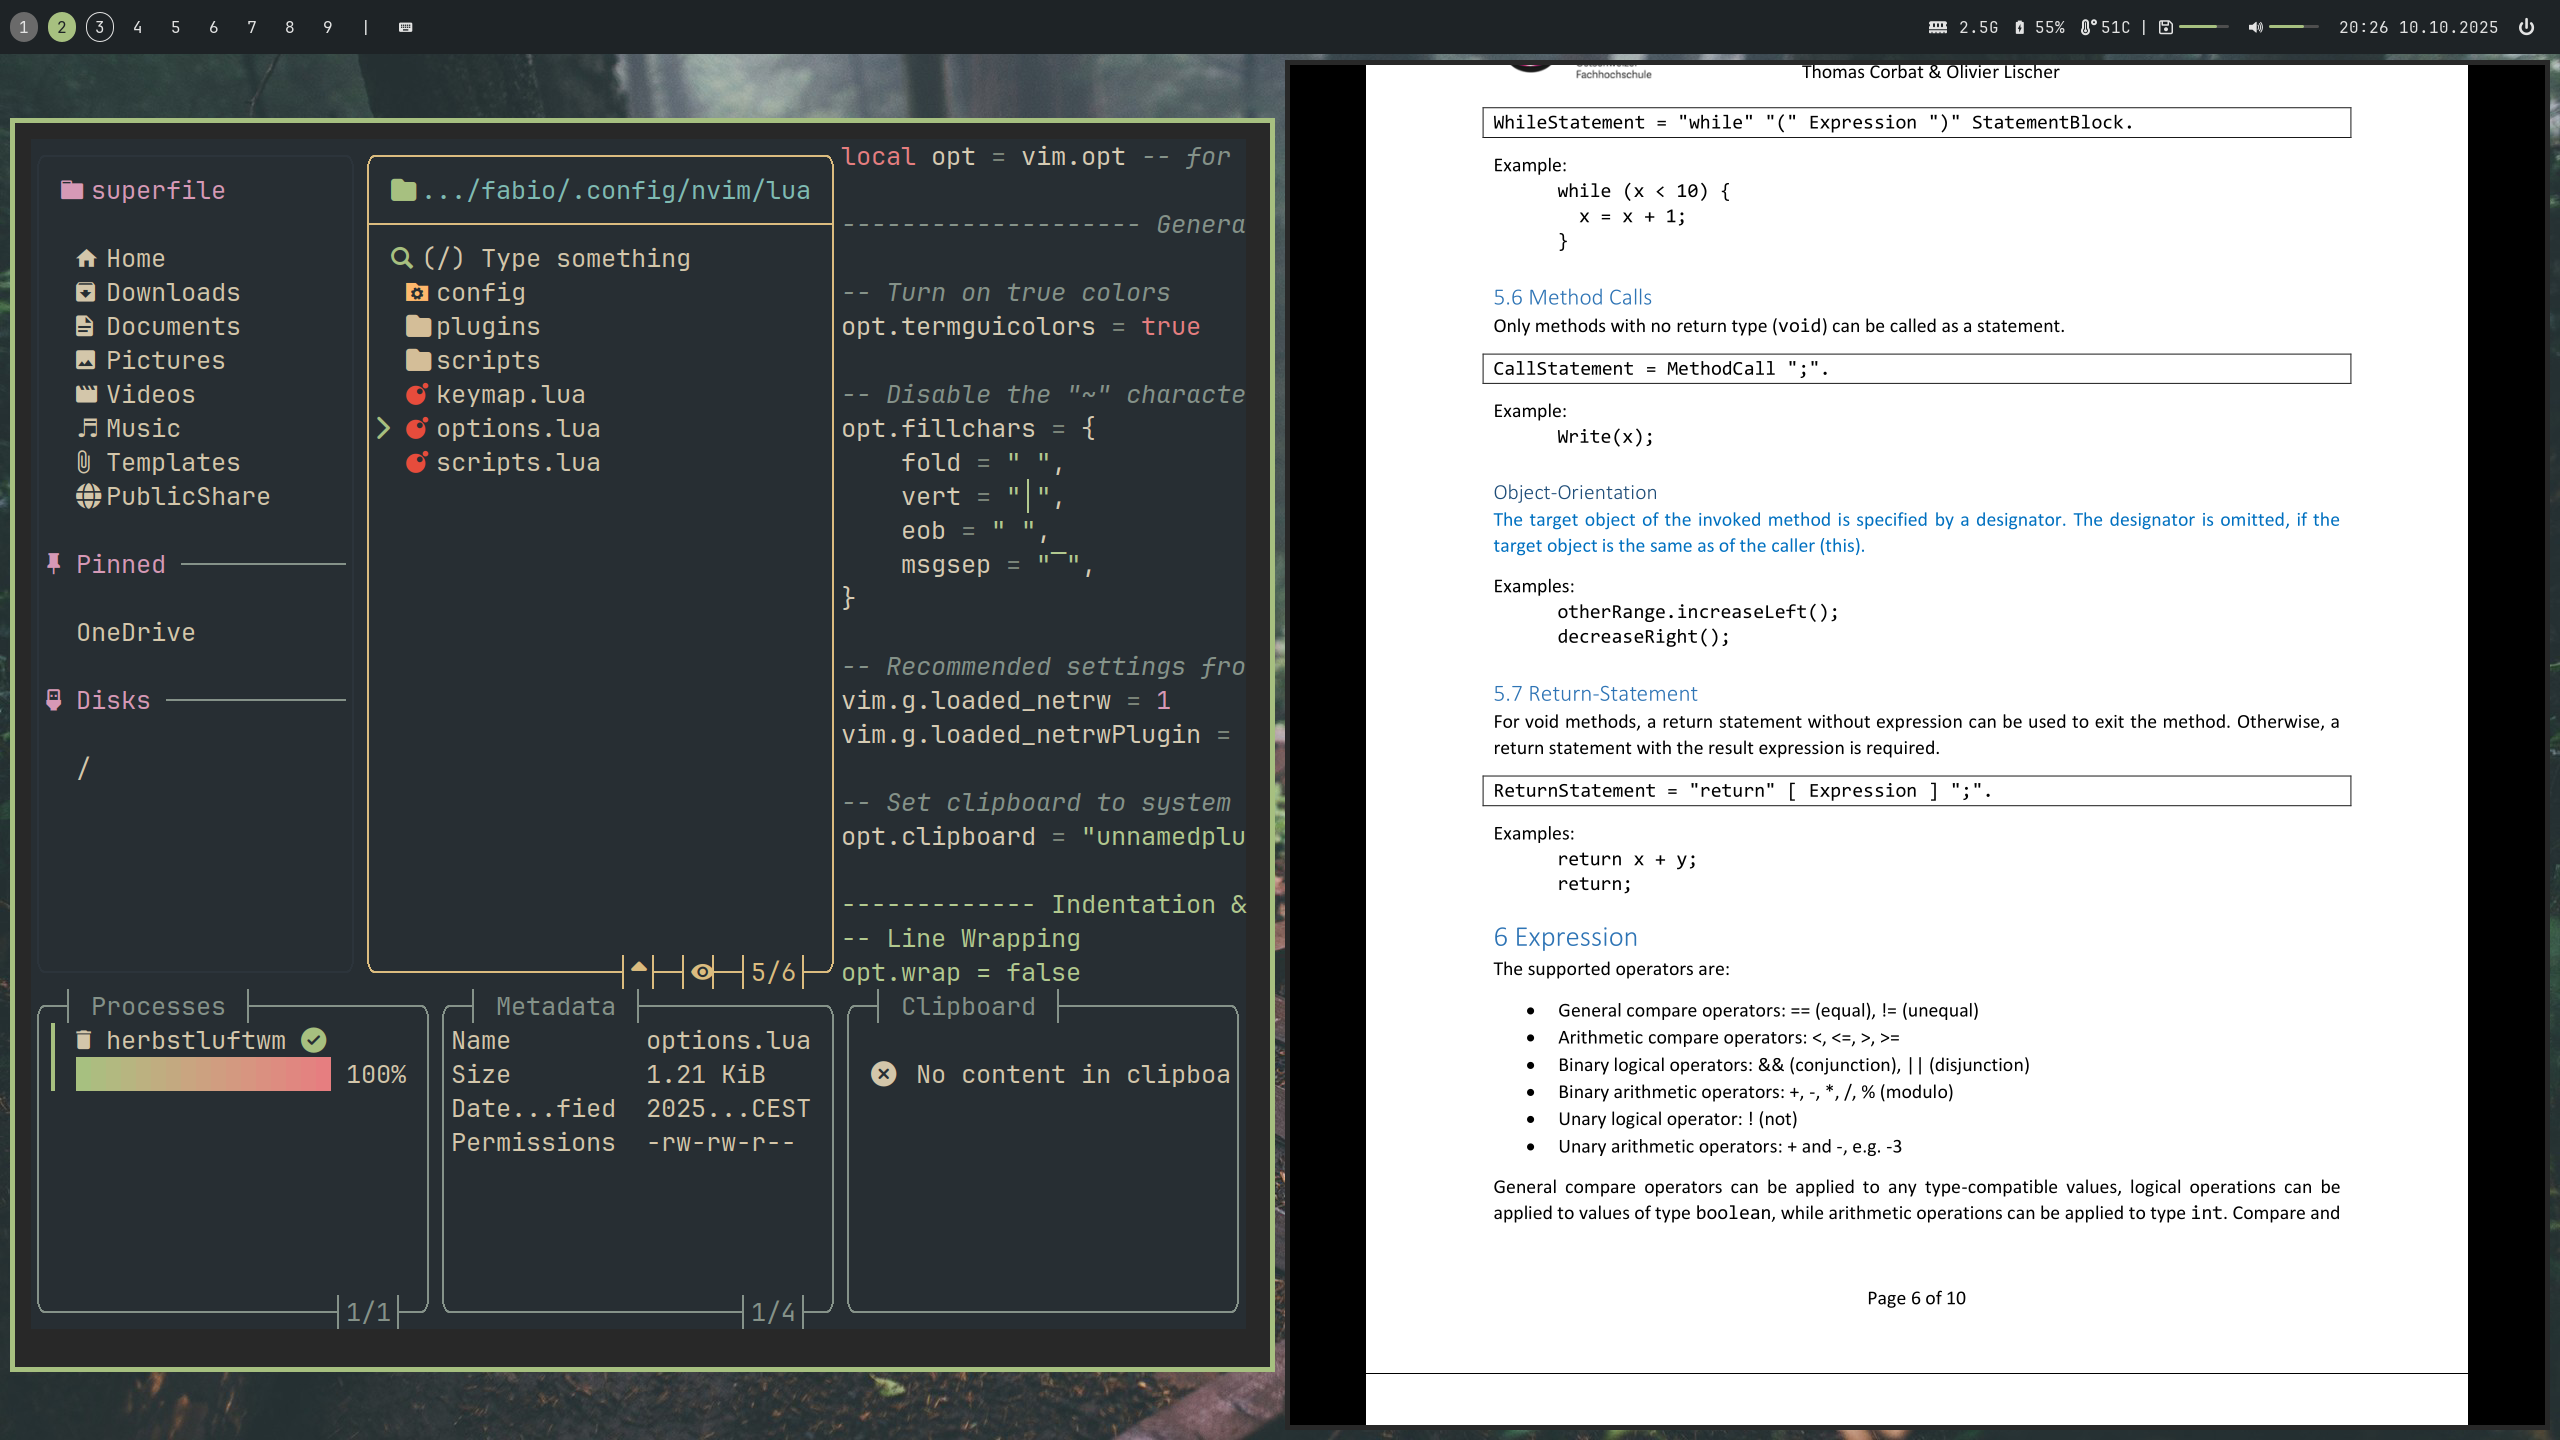 1 2 3 4 5 6 7 8 9 | 2.5G 55% 51C | 20:26 10.10.2025
superfile
Home
Downloads
Documents
Pictures
Videos
Music
Templates
PublicShare
Pinned
OneDrive
Disks
/
.../fabio/.config/nvim/lua
(/) Type something
config
plugins
scripts
keymap.lua
> options.lua
scripts.lua
5/6
local opt = vim.opt -- for
-------------------- Genera
-- Turn on true colors
opt.termguicolors = true
-- Disable the "~" characte
opt.fillchars = {
fold = " ",
vert = "│",
eob = " ",
msgsep = "‾",
}
-- Recommended settings fro
vim.g.loaded_netrw = 1
vim.g.loaded_netrwPlugin =
-- Set clipboard to system
opt.clipboard = "unnamedplu
------------- Indentation &
-- Line Wrapping
opt.wrap = false
Processes
herbstluftwm
100%
1/1
Metadata
Name options.lua
Size 1.21 KiB
Date...fied 2025...CEST
Permissions -rw-rw-r--
1/4
Clipboard
No content in clipboa
Fachhochschule
Thomas Corbat & Olivier Lischer
WhileStatement = "while" "(" Expression ")" StatementBlock.
Example:
while (x < 10) {
x = x + 1;
}
5.6 Method Calls
Only methods with no return type (void) can be called as a statement.
CallStatement = MethodCall ";".
Example:
Write(x);
Object-Orientation
The target object of the invoked method is specified by a designator. The designator is omitted, if the
target object is the same as of the caller (this).
Examples:
otherRange.increaseLeft();
decreaseRight();
5.7 Return-Statement
For void methods, a return statement without expression can be used to exit the method. Otherwise, a
return statement with the result expression is required.
ReturnStatement = "return" [ Expression ] ";".
Examples:
return x + y;
return;
6 Expression
The supported operators are:
• General compare operators: == (equal), != (unequal)
• Arithmetic compare operators: <, <=, >, >=
• Binary logical operators: && (conjunction), || (disjunction)
• Binary arithmetic operators: +, -, *, /, % (modulo)
• Unary logical operator: ! (not)
• Unary arithmetic operators: + and -, e.g. -3
General compare operators can be applied to any type-compatible values, logical operations can be
applied to values of type boolean, while arithmetic operations can be applied to type int. Compare and
Page 6 of 10